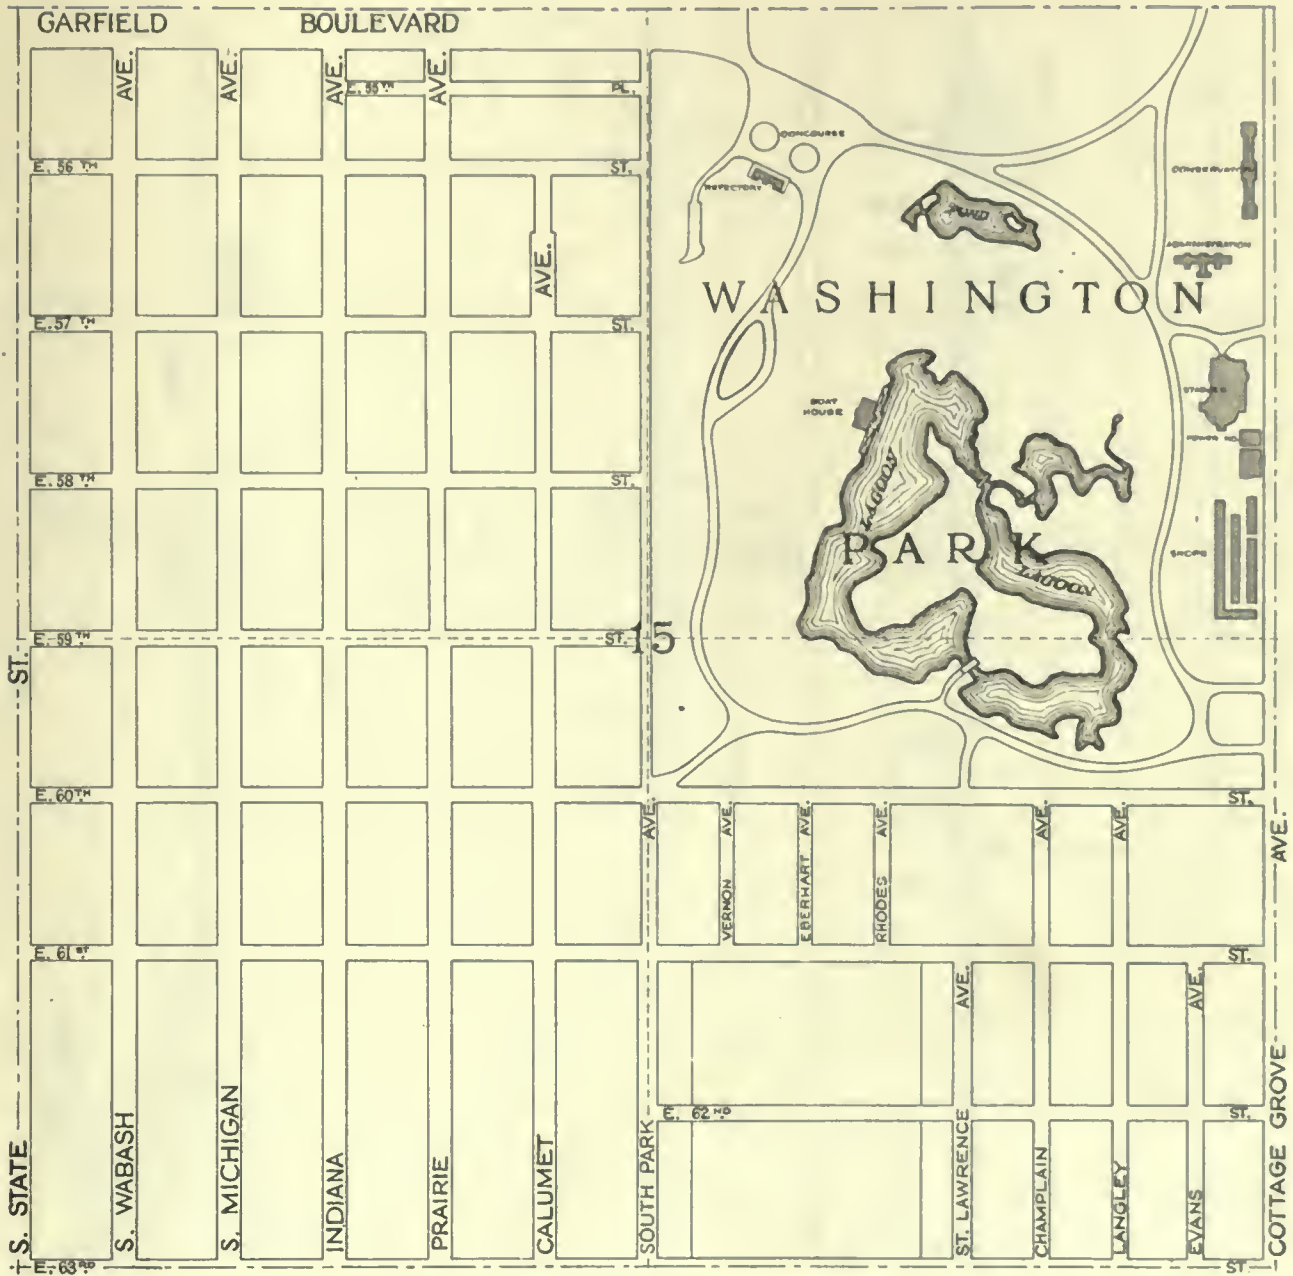 GARFIELD BOULEVARD
AVE. AVE. AVE. AVE.
E. 55TH PL.
CONCOURSE
E. 56TH ST.
REFECTORY
CONSERVATORY
POND
ADMINISTRATION
AVE.
WASHINGTON
E. 57TH ST.
STABLES
BOAT
HOUSE
POWER HO.
E. 58TH ST.
LAGOON
PARK
SHOPS
LAGOON
E. 59TH ST.
15
ST.
E. 60TH ST.
AVE. AVE. AVE. AVE. AVE. AVE. AVE.
VERNON
EBERHART
RHODES
E. 61ST ST.
AVE. AVE.
E. 62ND ST.
S. STATE
S. WABASH
S. MICHIGAN
INDIANA
PRAIRIE
CALUMET
SOUTH PARK
ST. LAWRENCE
CHAMPLAIN
LANGLEY
EVANS
COTTAGE GROVE
E. 63RD ST.